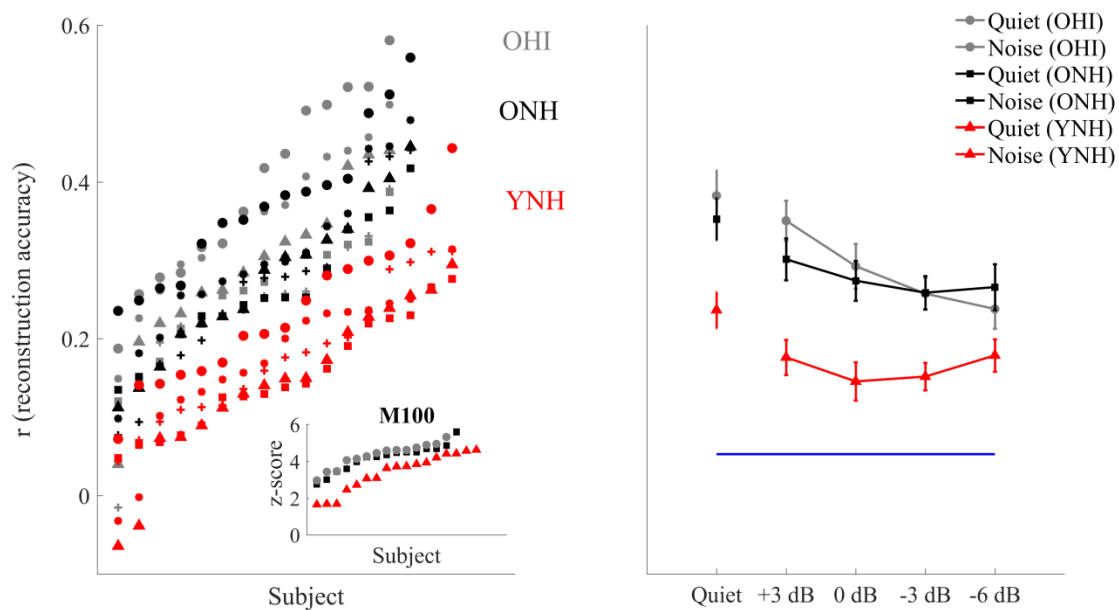 0.6
OHI
ONH
YNH
0.4
0.2
0
r (reconstruction accuracy)
Subject
M100
6
4
2
0
z-score
Subject
Quiet (OHI)
Noise (OHI)
Quiet (ONH)
Noise (ONH)
Quiet (YNH)
Noise (YNH)
Quiet +3 dB 0 dB -3 dB -6 dB